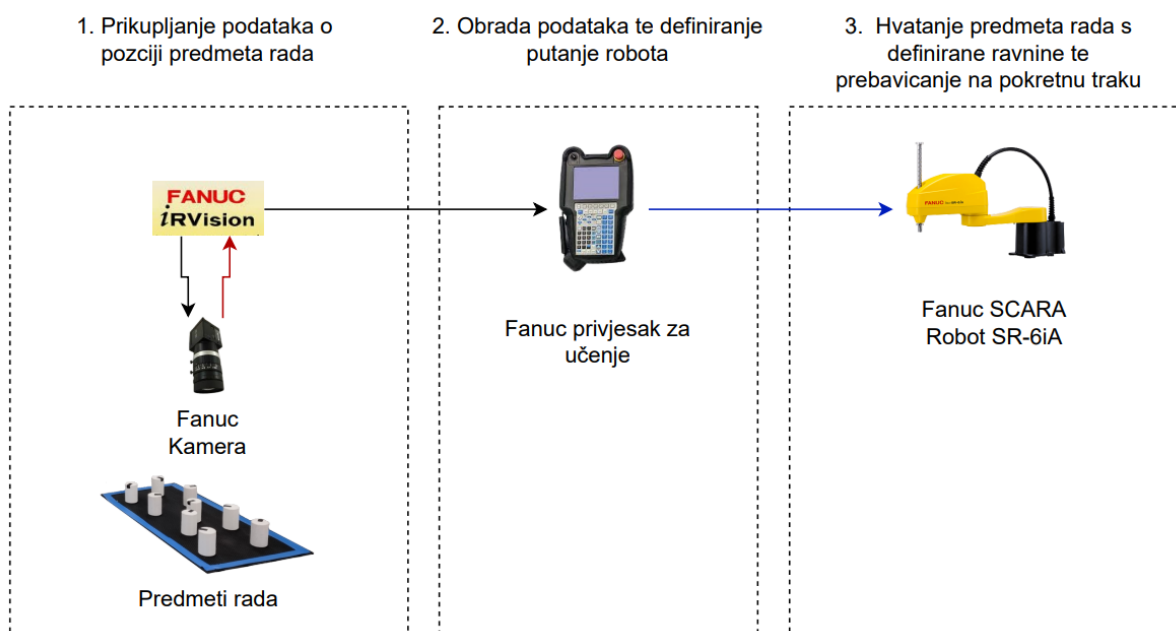 1. Prikupljanje podataka o
pozciji predmeta rada
2. Obrada podataka te definiranje
putanje robota
3. Hvatanje predmeta rada s
definirane ravnine te
prebavicanje na pokretnu traku
FANUC
iRVision
Fanuc
Kamera
Predmeti rada
Fanuc privjesak za
učenje
FANUC
Fanuc SCARA
Robot SR-6iA